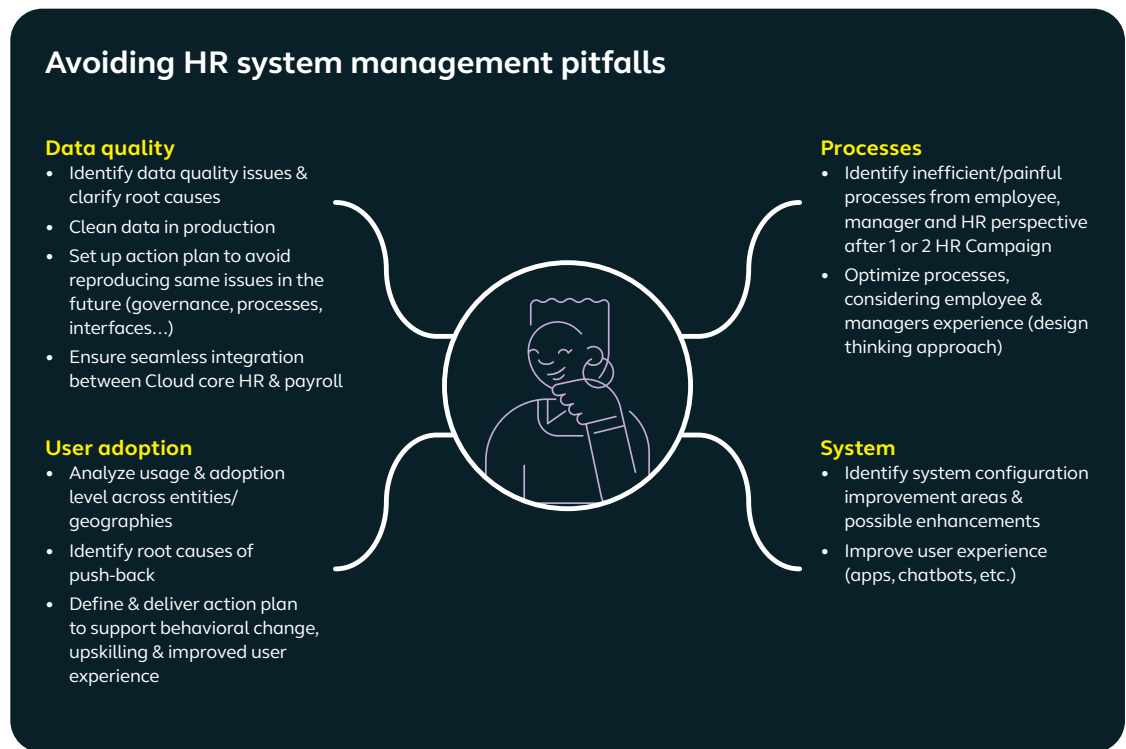 Avoiding HR system management pitfalls
Data quality
• Identify data quality issues &
clarify root causes
• Clean data in production
• Set up action plan to avoid
reproducing same issues in the
future (governance, processes,
interfaces...)
• Ensure seamless integration
between Cloud core HR & payroll
User adoption
• Analyze usage & adoption
level across entities/
geographies
• Identify root causes of
push-back
• Define & deliver action plan
to support behavioral change,
upskilling & improved user
experience
Processes
• Identify inefficient/painful
processes from employee,
manager and HR perspective
after 1 or 2 HR Campaign
• Optimize processes,
considering employee &
managers experience (design
thinking approach)
System
• Identify system configuration
improvement areas &
possible enhancements
• Improve user experience
(apps, chatbots, etc.)